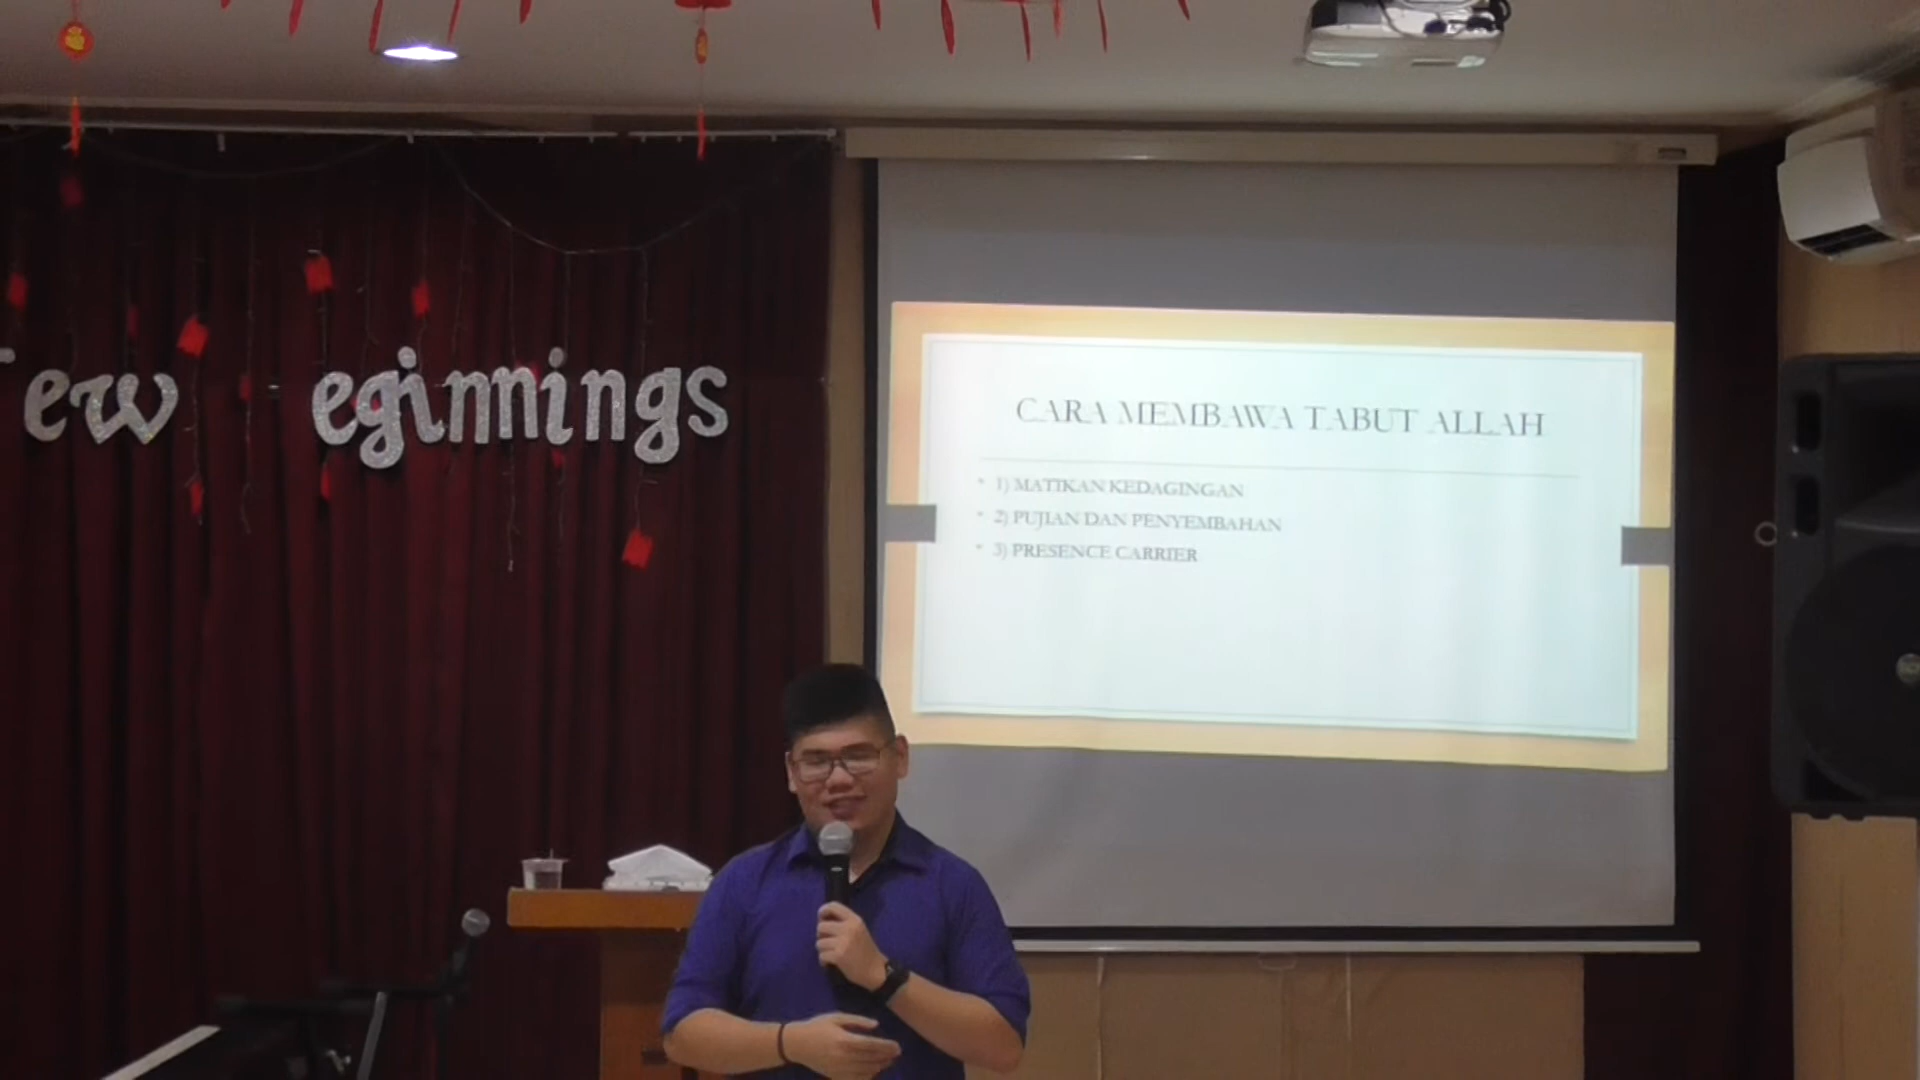 ew eginnings
CARA MEMBAWA TABUT ALLAH
1) MATIKAN KEDAGINGAN
2) PUJIAN DAN PENYEMBAHAN
3) PRESENCE CARRIER